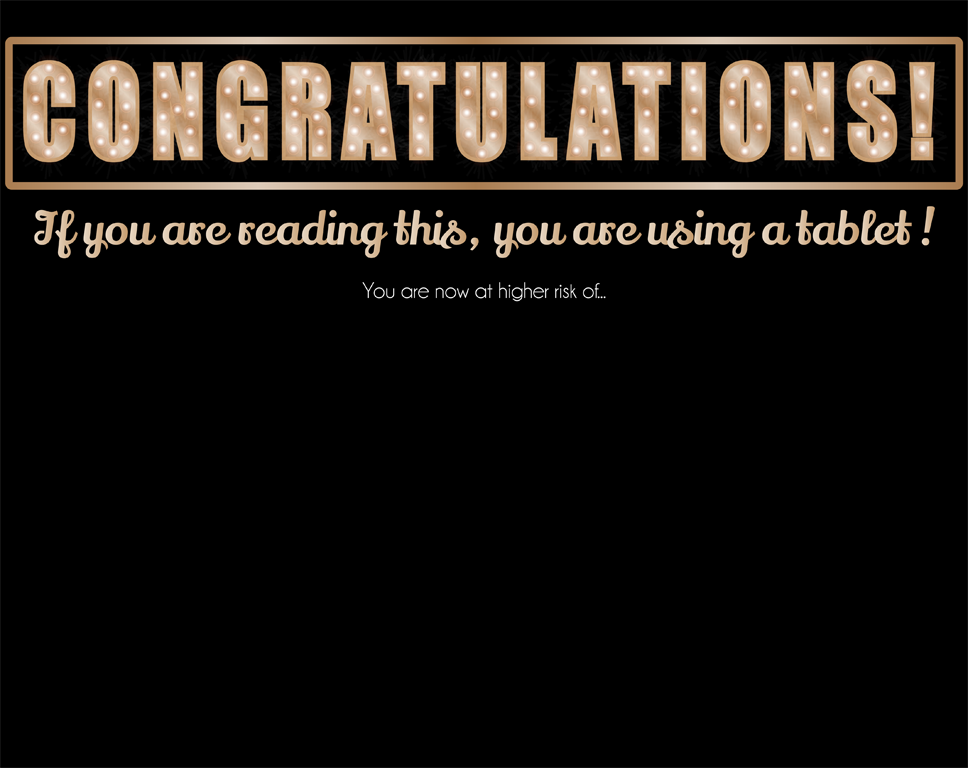 CONGRATULATIONS!
If you are reading this, you are using a tablet !
You are now at higher risk of...